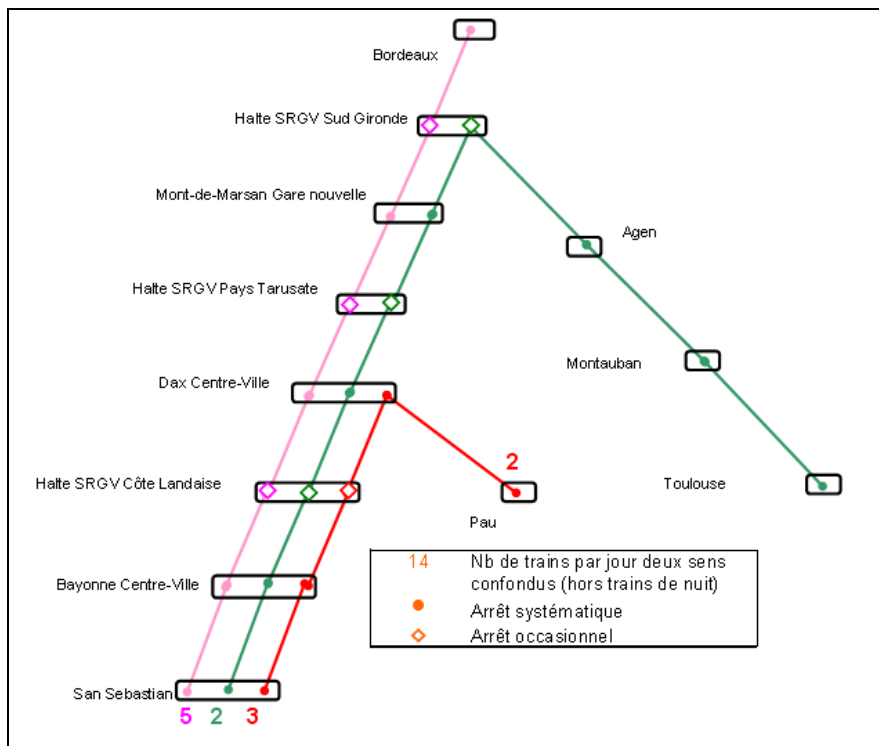 Bordeaux
Halte SRGV Sud Gironde
Mont-de-Marsan Gare nouvelle
Agen
Halte SRGV Pays Tarusate
Montauban
Dax Centre-Ville
2
Halte SRGV Côte Landaise
Toulouse
Pau
14 Nb de trains par jour deux sens
confondus (hors trains de nuit)
Arrêt systématique
Arrêt occasionnel
Bayonne Centre-Ville
San Sebastian
5 2 3